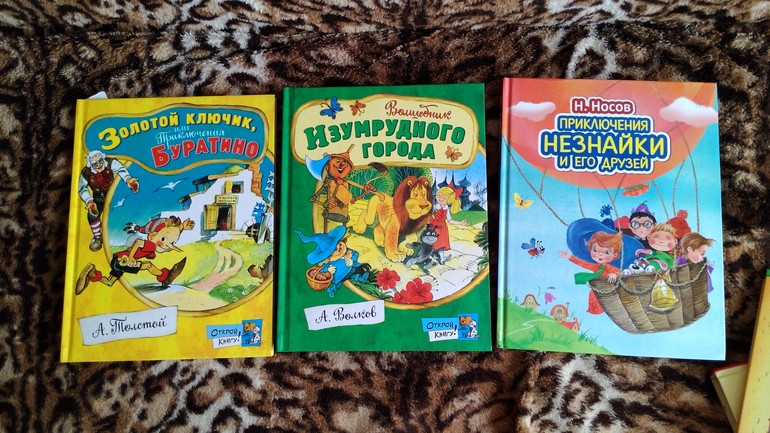 Золотой ключик,
или
Приключения
Буратино
А. Толстой
Открой
книгу!
Волшебник
Изумрудного
города
А. Волков
Открой
книгу!
Н. Носов
ПРИКЛЮЧЕНИЯ
НЕЗНАЙКИ
И ЕГО ДРУЗЕЙ